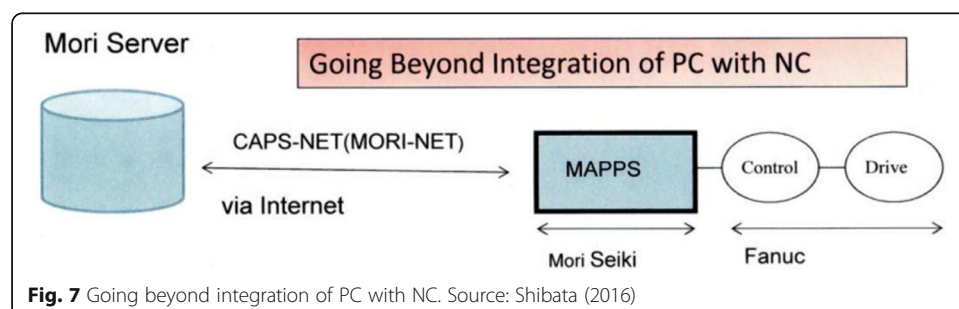 Mori Server
Going Beyond Integration of PC with NC
CAPS-NET(MORI-NET)
via Internet
MAPPS
Control
Drive
Mori Seiki
Fanuc
Fig. 7 Going beyond integration of PC with NC. Source: Shibata (2016)